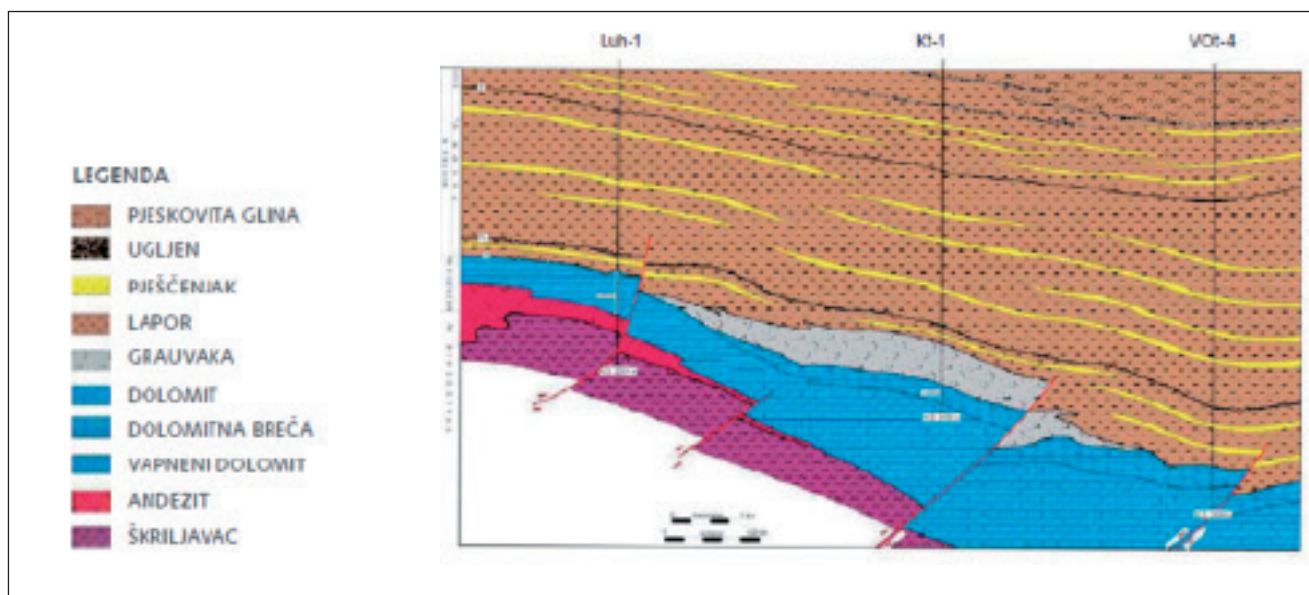 Luh-1 Kt-1 VOt-4
LEGENDA
PJESKOVITA GLINA
UGLJEN
PJEŠČENJAK
LAPOR
GRAUVAKA
DOLOMIT
DOLOMITNA BREČA
VAPNENI DOLOMIT
ANDEZIT
ŠKRILJAVAC